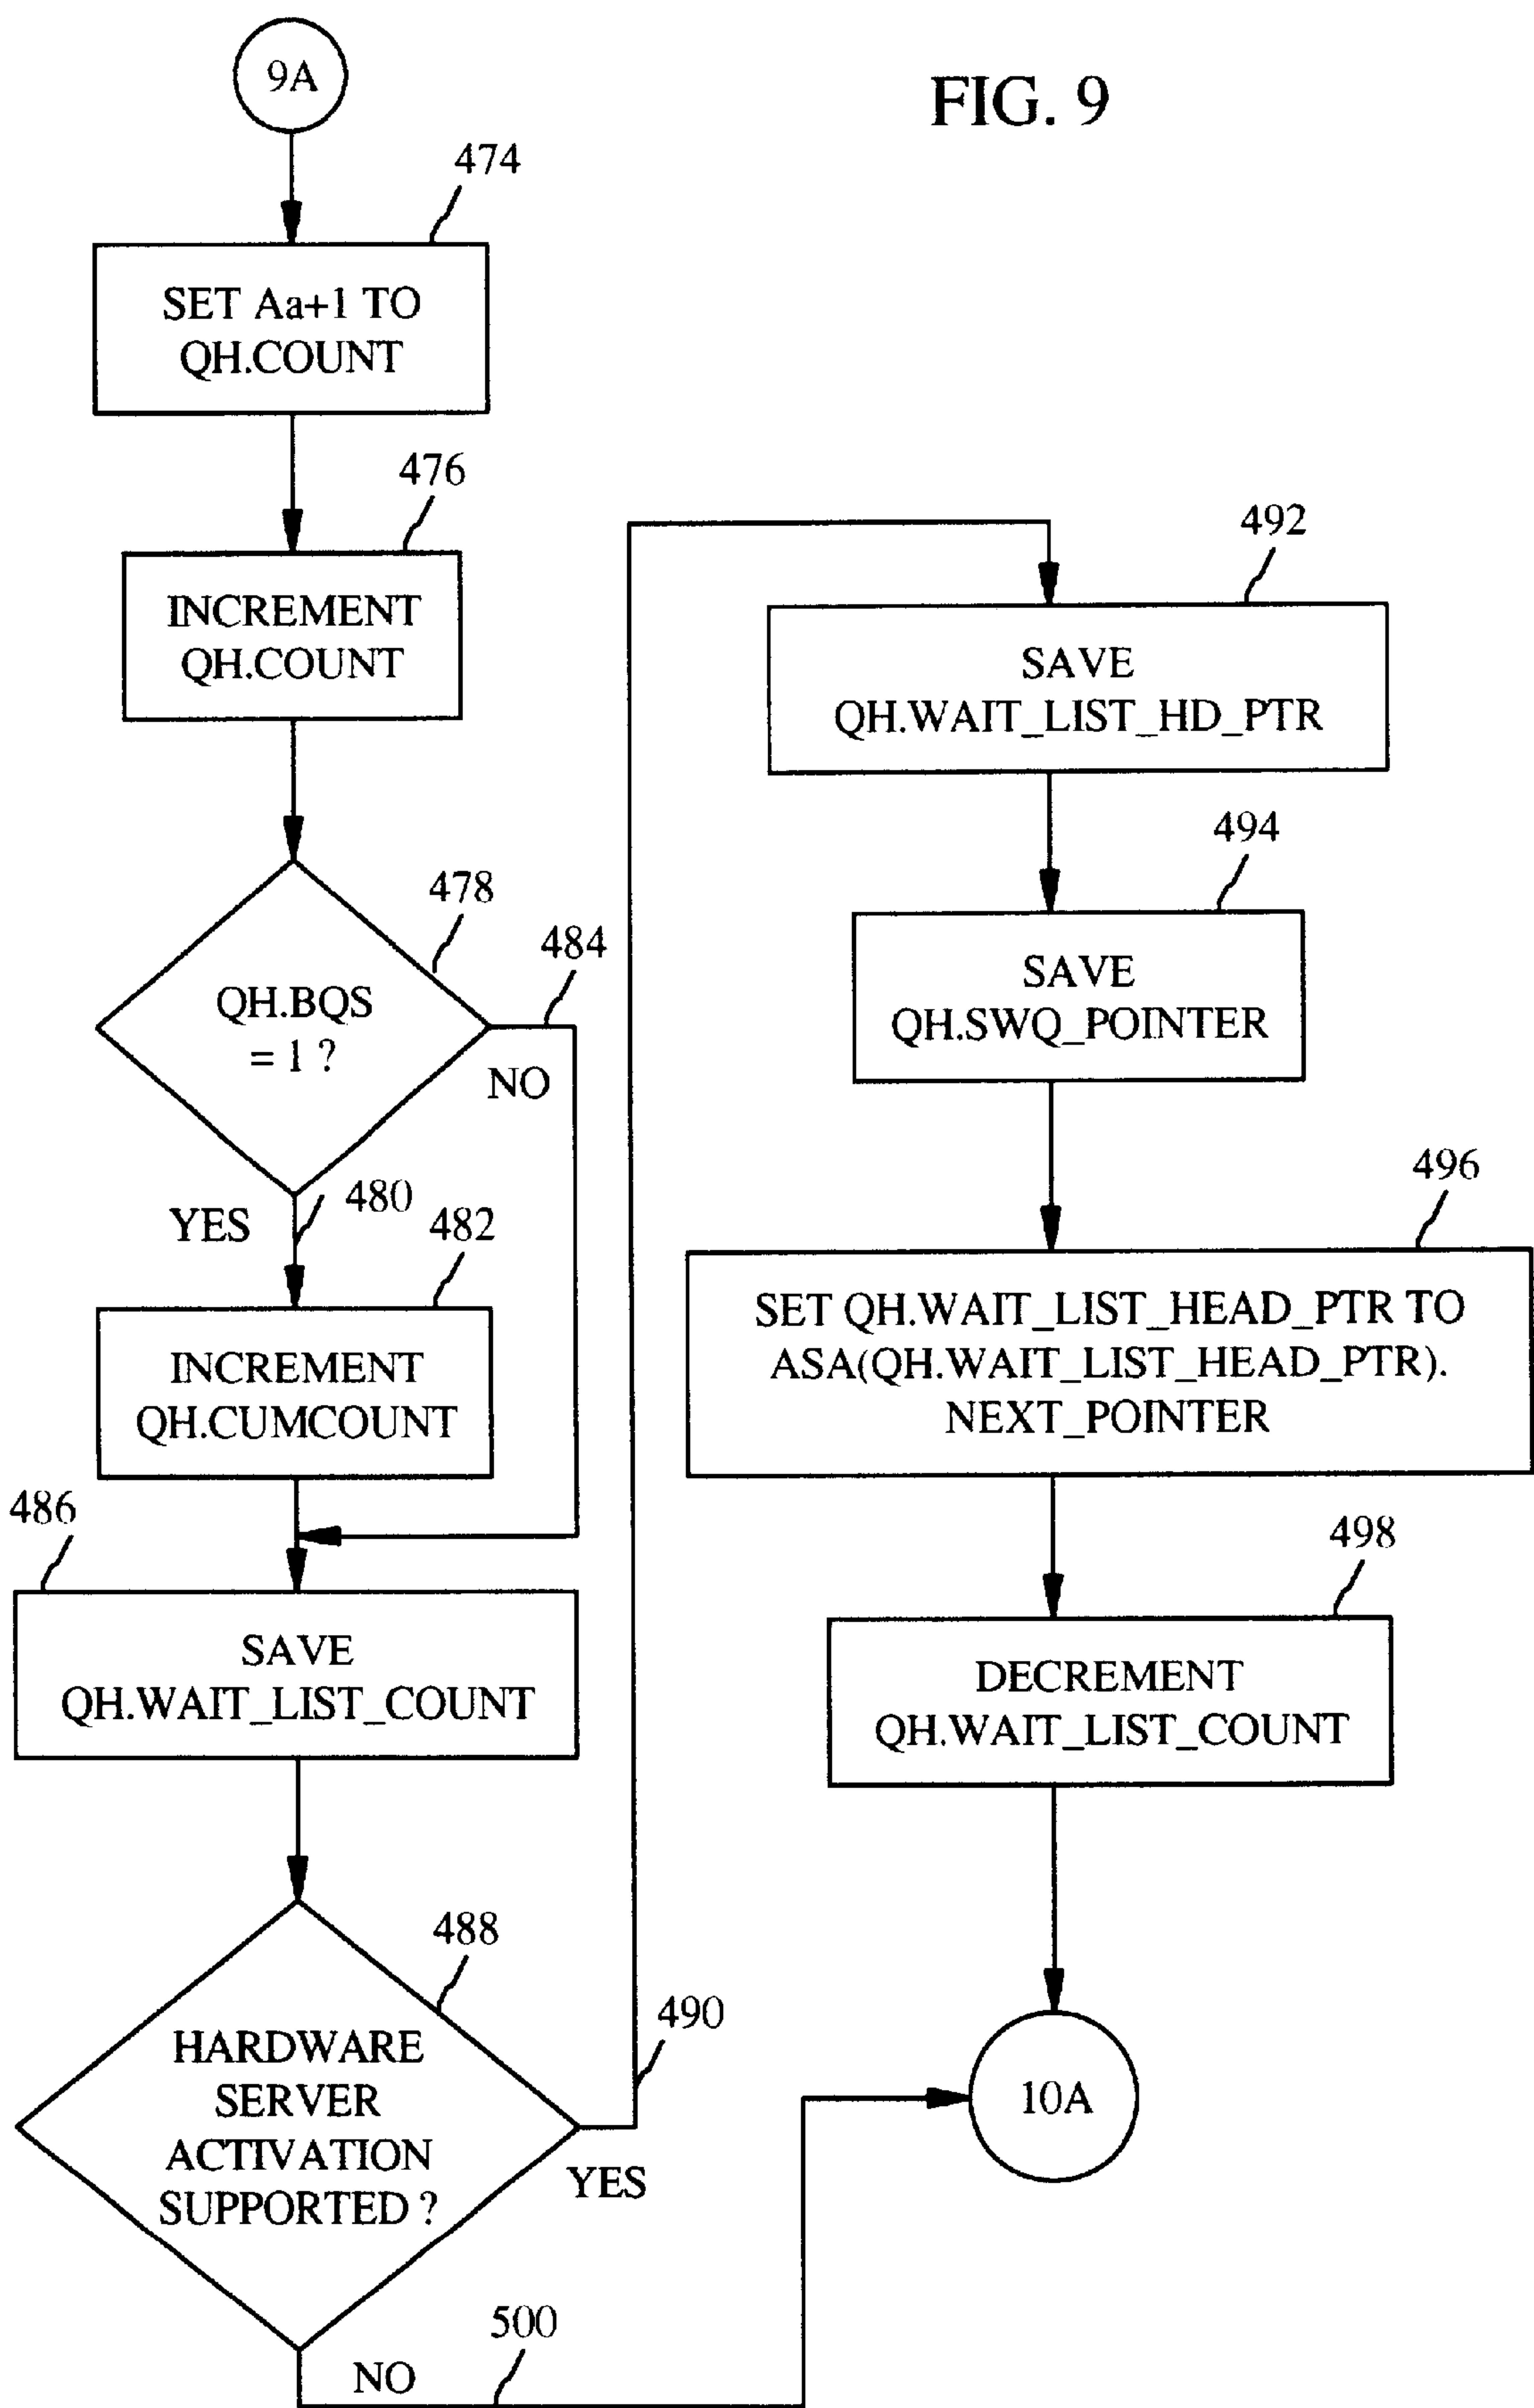 9A
FIG. 9
474
SET Aa+1 TO
QH.COUNT
476
INCREMENT
QH.COUNT
478
QH.BQS
= 1 ?
484
NO
YES
480
482
INCREMENT
QH.CUMCOUNT
486
SAVE
QH.WAIT_LIST_COUNT
488
HARDWARE
SERVER
ACTIVATION
SUPPORTED ?
490
YES
NO
500
492
SAVE
QH.WAIT_LIST_HD_PTR
494
SAVE
QH.SWQ_POINTER
496
SET QH.WAIT_LIST_HEAD_PTR TO
ASA(QH.WAIT_LIST_HEAD_PTR).
NEXT_POINTER
498
DECREMENT
QH.WAIT_LIST_COUNT
10A